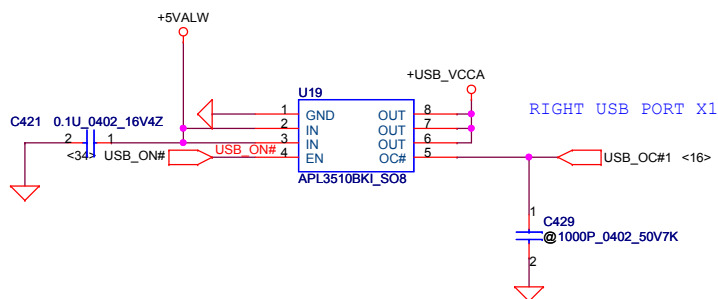 +5VALW
U19
+USB_VCCA
RIGHT USB PORT X1
C421 0.1U_0402_16V4Z
2 1
<34> USB_ON# USB_ON#
1 GND OUT 8
2 IN OUT 7
3 IN OUT 6
4 EN OC# 5
APL3510BKI_SO8
USB_OC#1 <16>
1
C429
@1000P_0402_50V7K
2